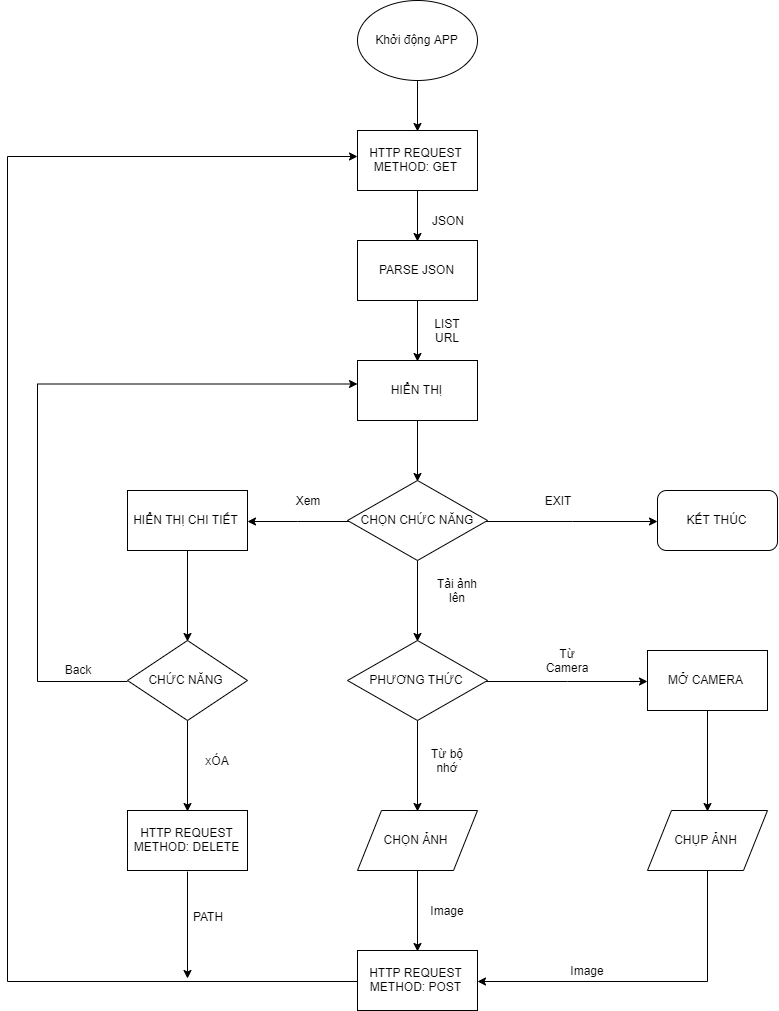 Khởi động APP
HTTP REQUEST
METHOD: GET
JSON
PARSE JSON
LIST
URL
HIỂN THỊ
Xem
EXIT
HIỂN THỊ CHI TIẾT
CHỌN CHỨC NĂNG
KẾT THÚC
Tải ảnh
lên
Từ
Camera
Back
CHỨC NĂNG
PHƯƠNG THỨC
MỞ CAMERA
Từ bộ
nhớ
xÓA
HTTP REQUEST
METHOD: DELETE
CHỌN ẢNH
CHỤP ẢNH
PATH
Image
Image
HTTP REQUEST
METHOD: POST